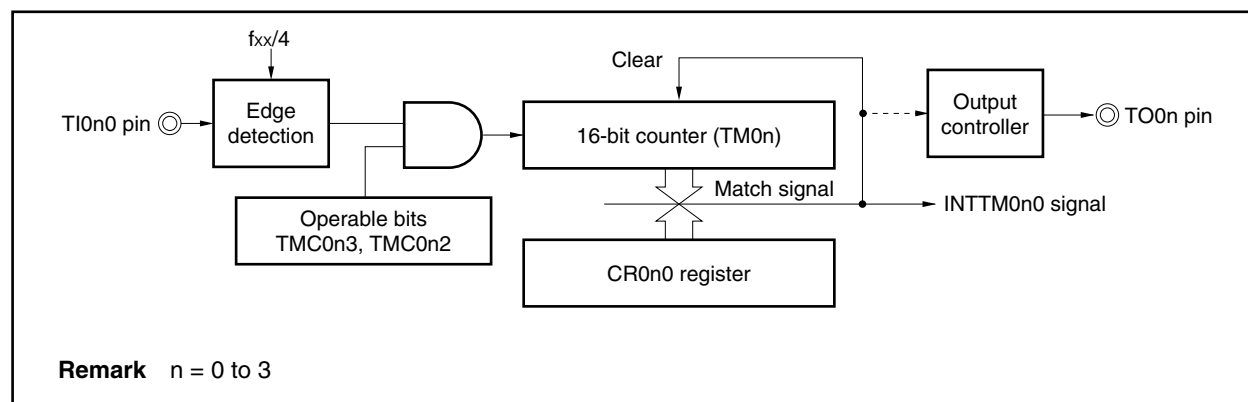 fxx/4
Clear
TI0n0 pin
Edge
detection
16-bit counter (TM0n)
Output
controller
TO0n pin
Operable bits
TMC0n3, TMC0n2
Match signal
INTTM0n0 signal
CR0n0 register
Remark n = 0 to 3